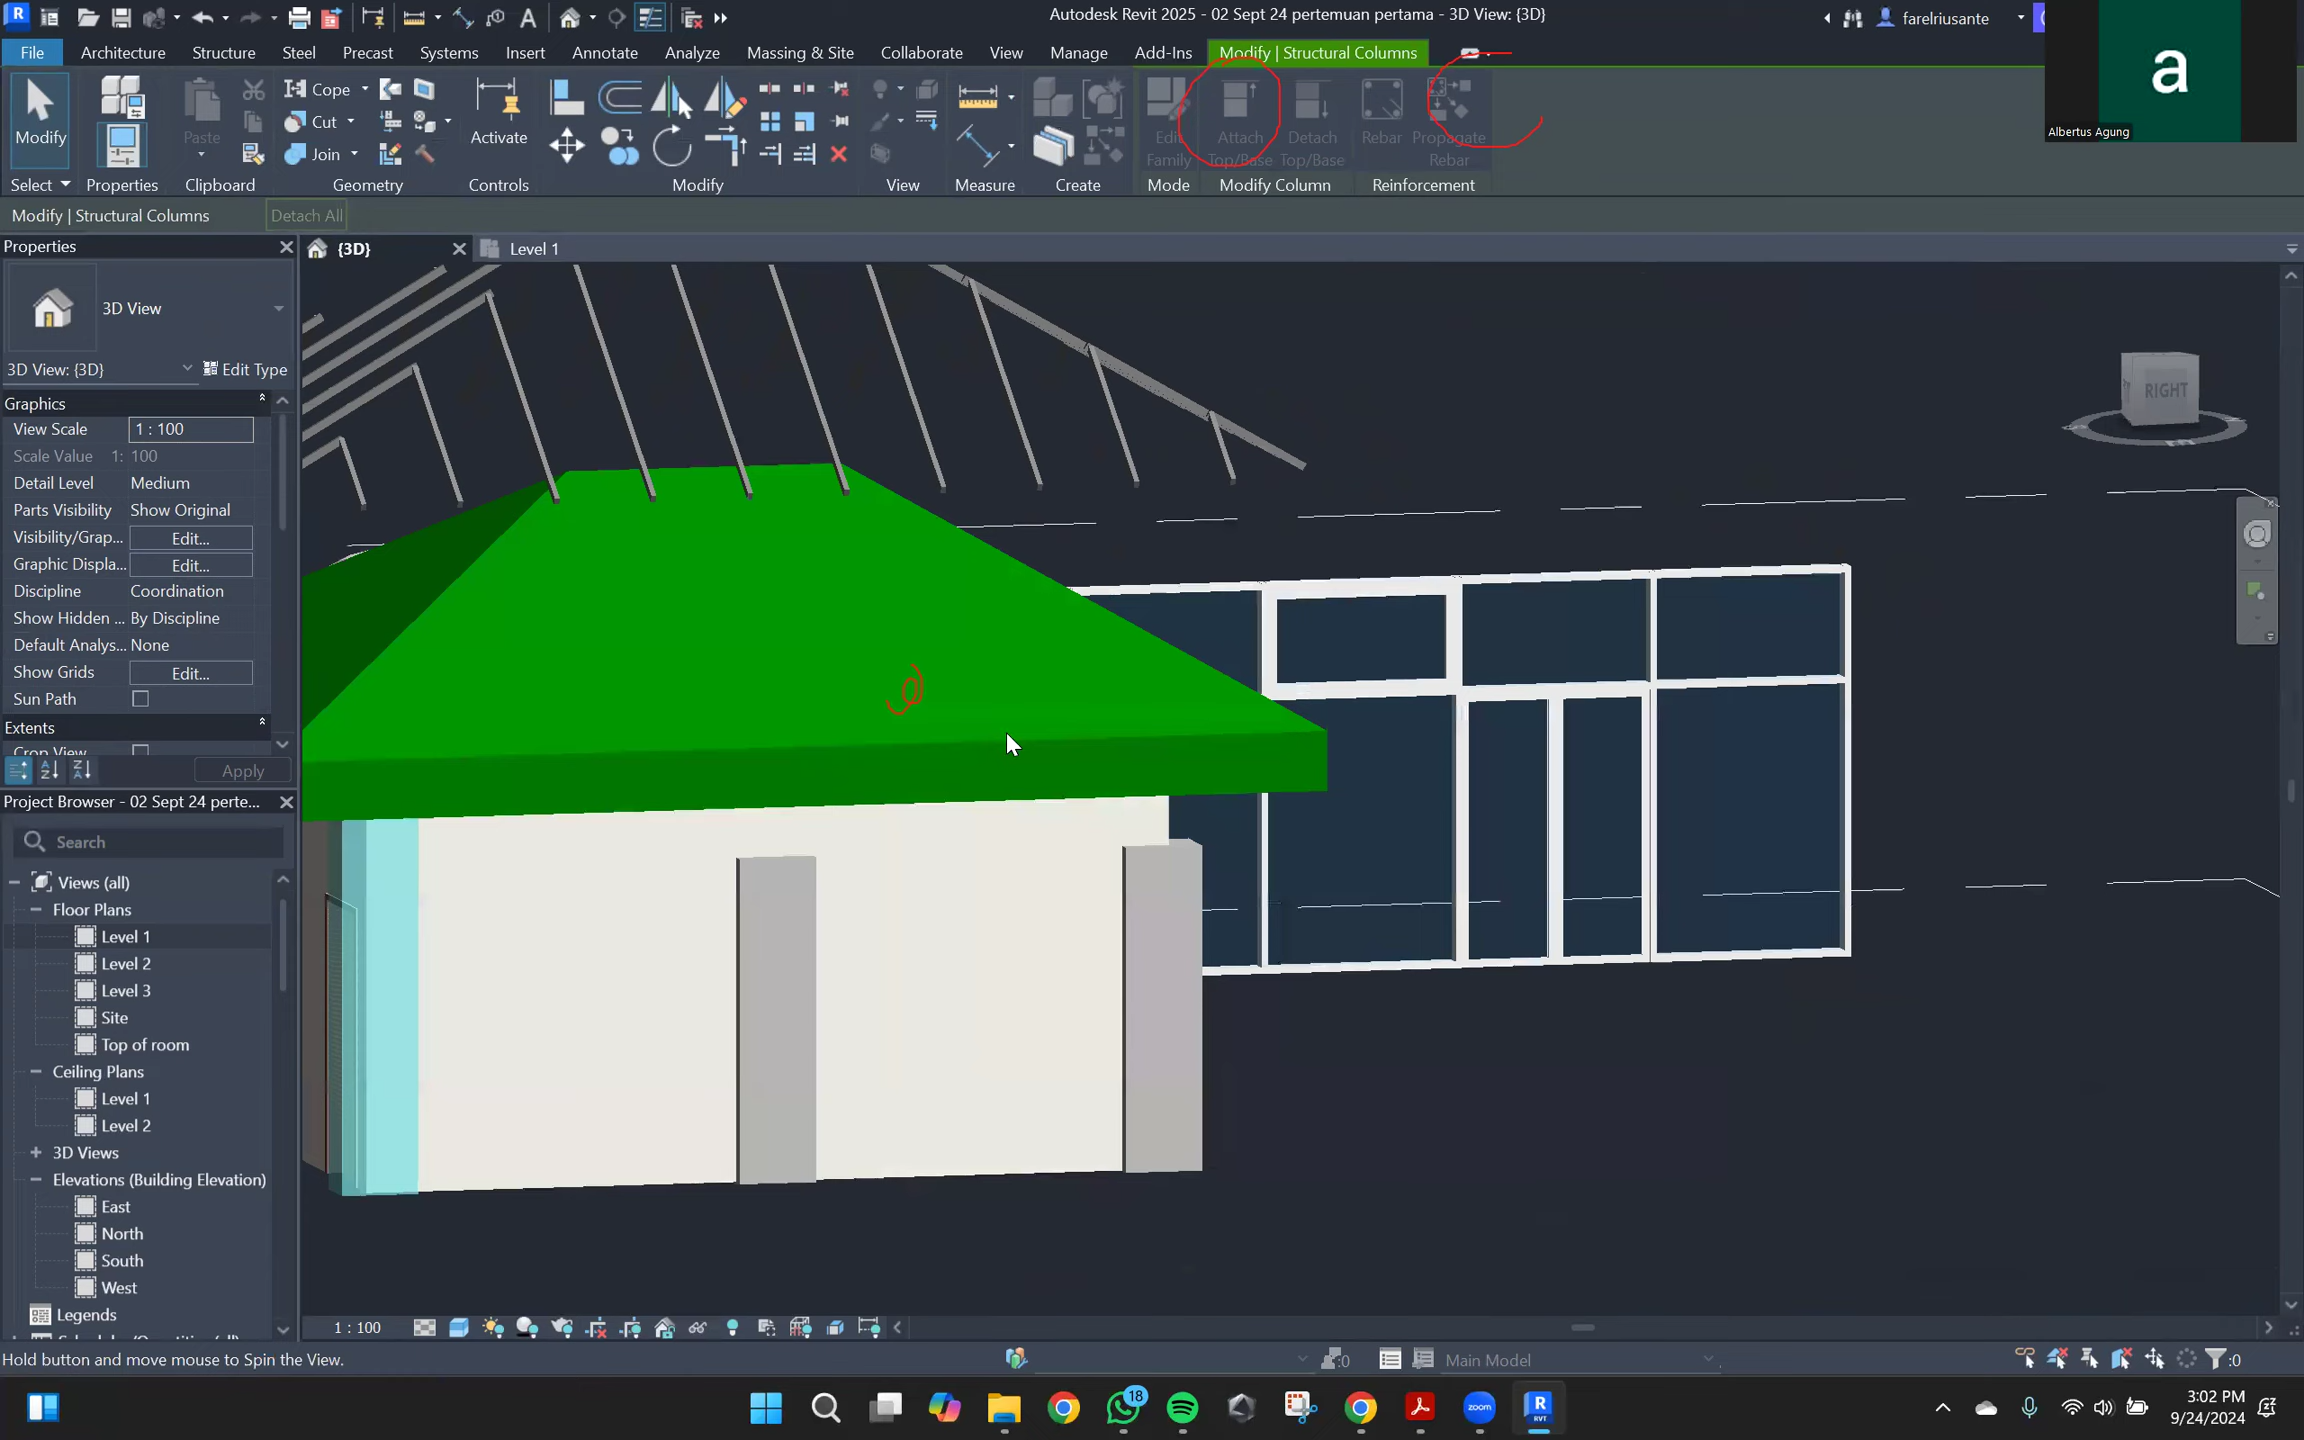 Autodesk Revit 2025 - 02 Sept 24 pertemuan pertama - 3D View: {3D}
farelriusante
File Architecture Structure Steel Precast Systems Insert Annotate Analyze Massing & Site Collaborate View Manage Add-Ins Modify | Structural Columns
Modify
Paste
Cope
Cut
Join
Activate
Edit Family
Attach Top/Base
Detach Top/Base
Rebar
Propagate Rebar
Select Properties Clipboard Geometry Controls Modify View Measure Create Mode Modify Column Reinforcement
a
Albertus Agung
Modify | Structural Columns Detach All
Properties
{3D} Level 1
3D View
3D View: {3D} Edit Type
Graphics
View Scale 1 : 100
Scale Value 1: 100
Detail Level Medium
Parts Visibility Show Original
Visibility/Grap... Edit...
Graphic Displa... Edit...
Discipline Coordination
Show Hidden ... By Discipline
Default Analys... None
Show Grids Edit...
Sun Path
Extents
Crop View
Apply
RIGHT
Project Browser - 02 Sept 24 perte...
Search
Views (all)
Floor Plans
Level 1
Level 2
Level 3
Site
Top of room
Ceiling Plans
Level 1
Level 2
3D Views
Elevations (Building Elevation)
East
North
South
West
Legends
1 : 100
Hold button and move mouse to Spin the View.
:0
Main Model
:0
18
zoom
R
RVT
3:02 PM
9/24/2024